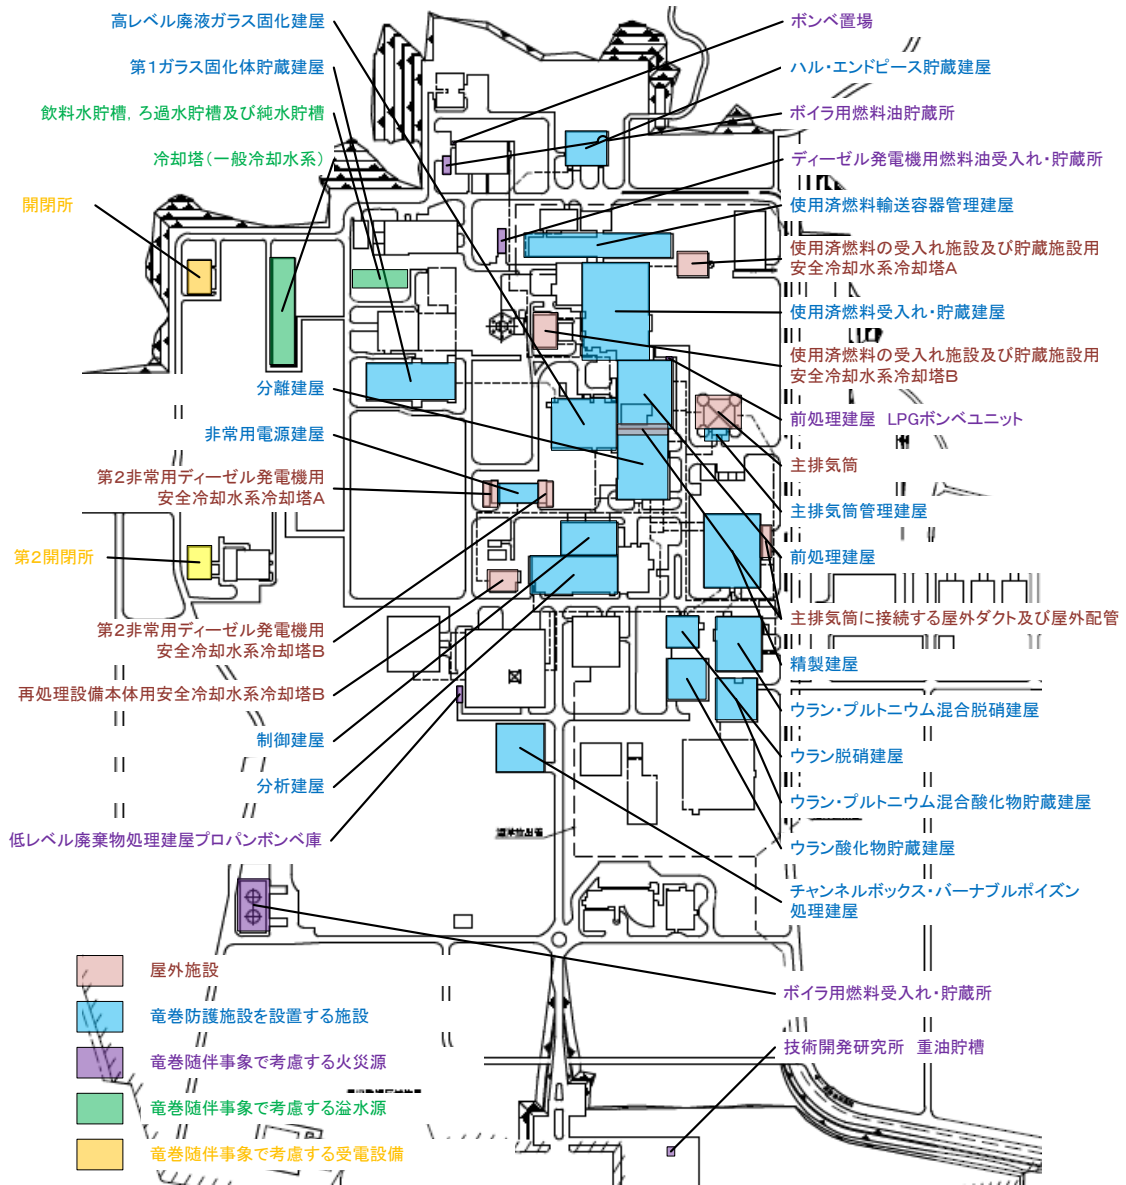 高レベル廃液ガラス固化建屋
第1ガラス固化体貯蔵建屋
飲料水貯槽，ろ過水貯槽及び純水貯槽
冷却塔（一般冷却水系）
開閉所
分離建屋
非常用電源建屋
第2非常用ディーゼル発電機用
安全冷却水系冷却塔A
第2開閉所
第2非常用ディーゼル発電機用
安全冷却水系冷却塔B
再処理設備本体用安全冷却水系冷却塔B
制御建屋
分析建屋
低レベル廃棄物処理建屋プロパンボンベ庫
ボンベ置場
ハル・エンドピース貯蔵建屋
ボイラ用燃料油貯蔵所
ディーゼル発電機用燃料油受入れ・貯蔵所
使用済燃料輸送容器管理建屋
使用済燃料の受入れ施設及び貯蔵施設用
安全冷却水系冷却塔A
使用済燃料受入れ・貯蔵建屋
使用済燃料の受入れ施設及び貯蔵施設用
安全冷却水系冷却塔B
前処理建屋　LPGボンベユニット
主排気筒
主排気筒管理建屋
前処理建屋
主排気筒に接続する屋外ダクト及び屋外配管
精製建屋
ウラン・プルトニウム混合脱硝建屋
ウラン脱硝建屋
ウラン・プルトニウム混合酸化物貯蔵建屋
ウラン酸化物貯蔵建屋
チャンネルボックス・バーナブルポイズン
処理建屋
ボイラ用燃料受入れ・貯蔵所
技術開発研究所　重油貯槽
屋外施設
竜巻防護施設を設置する施設
竜巻随伴事象で考慮する火災源
竜巻随伴事象で考慮する溢水源
竜巻随伴事象で考慮する受電設備